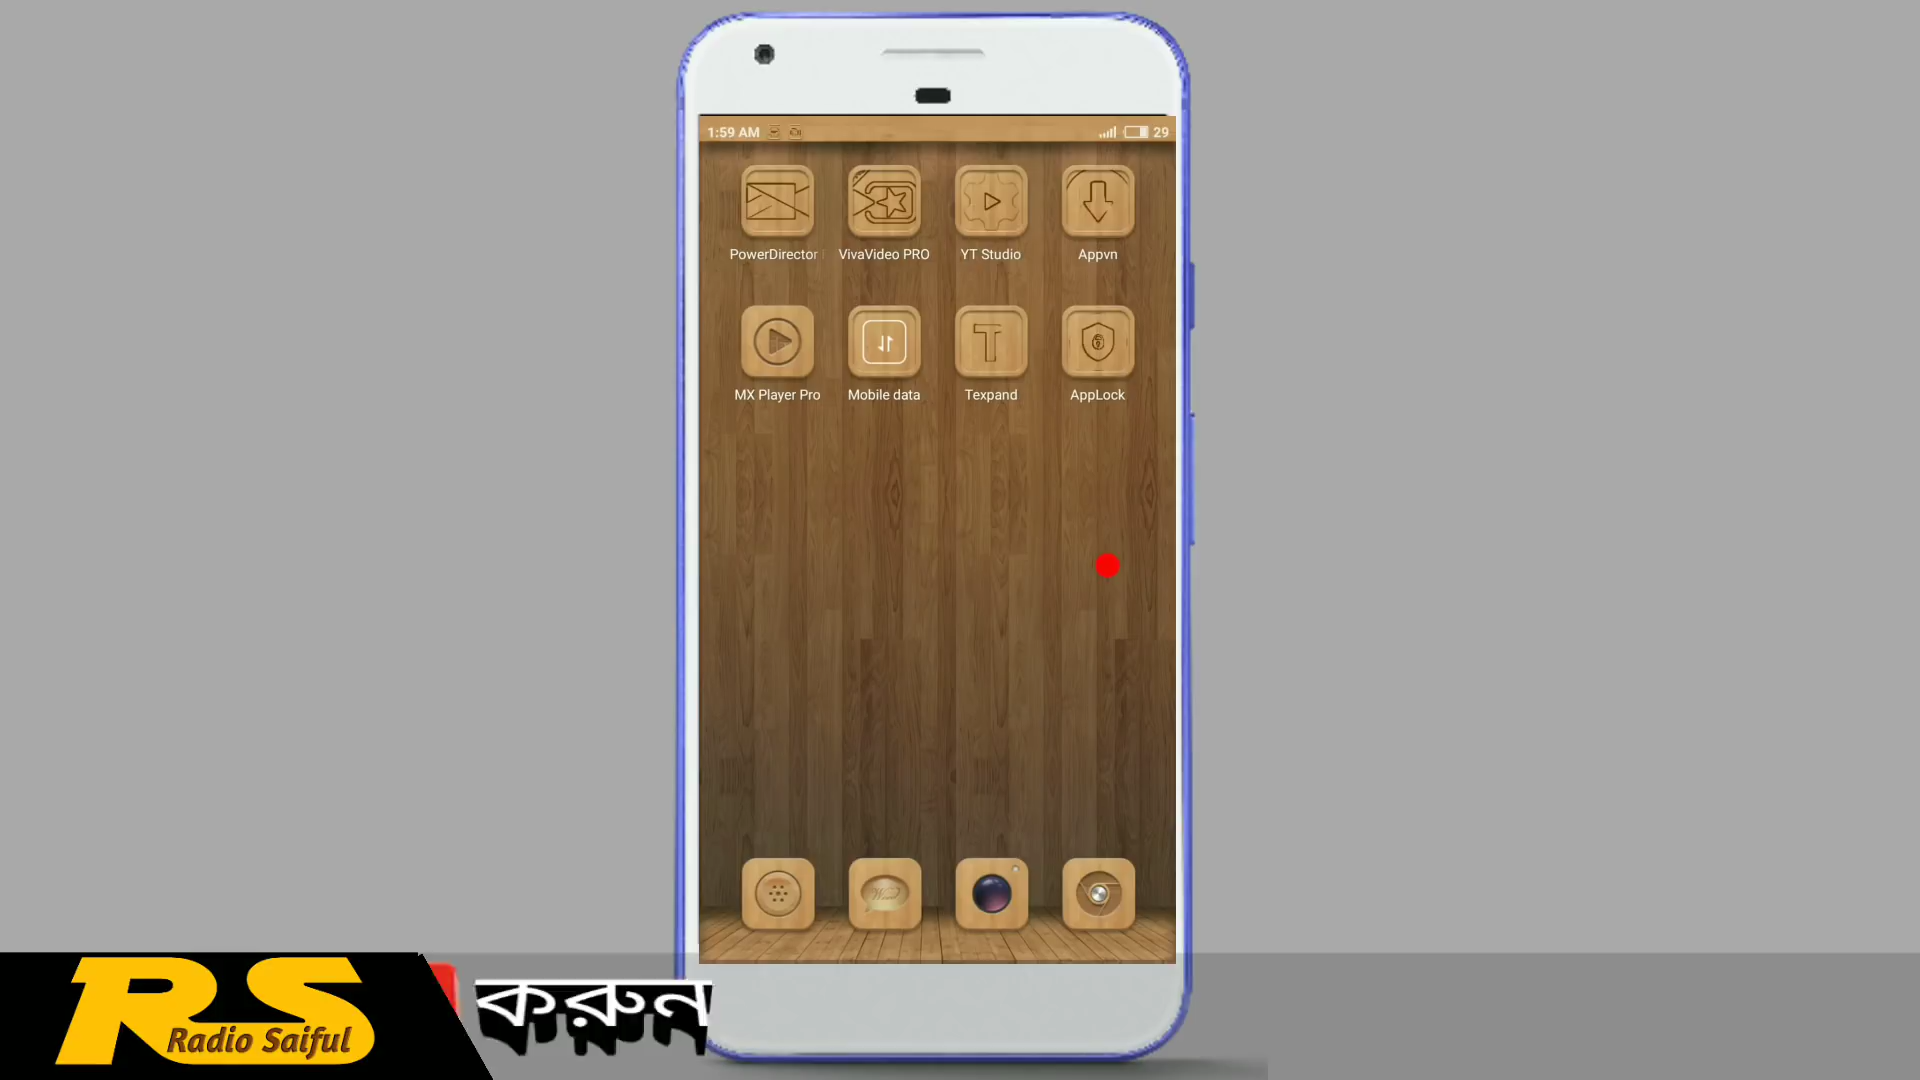 1:59 AM 29
PowerDirector VivaVideo PRO YT Studio Appvn
MX Player Pro Mobile data Texpand AppLock
RS
Radio Saiful
করুন